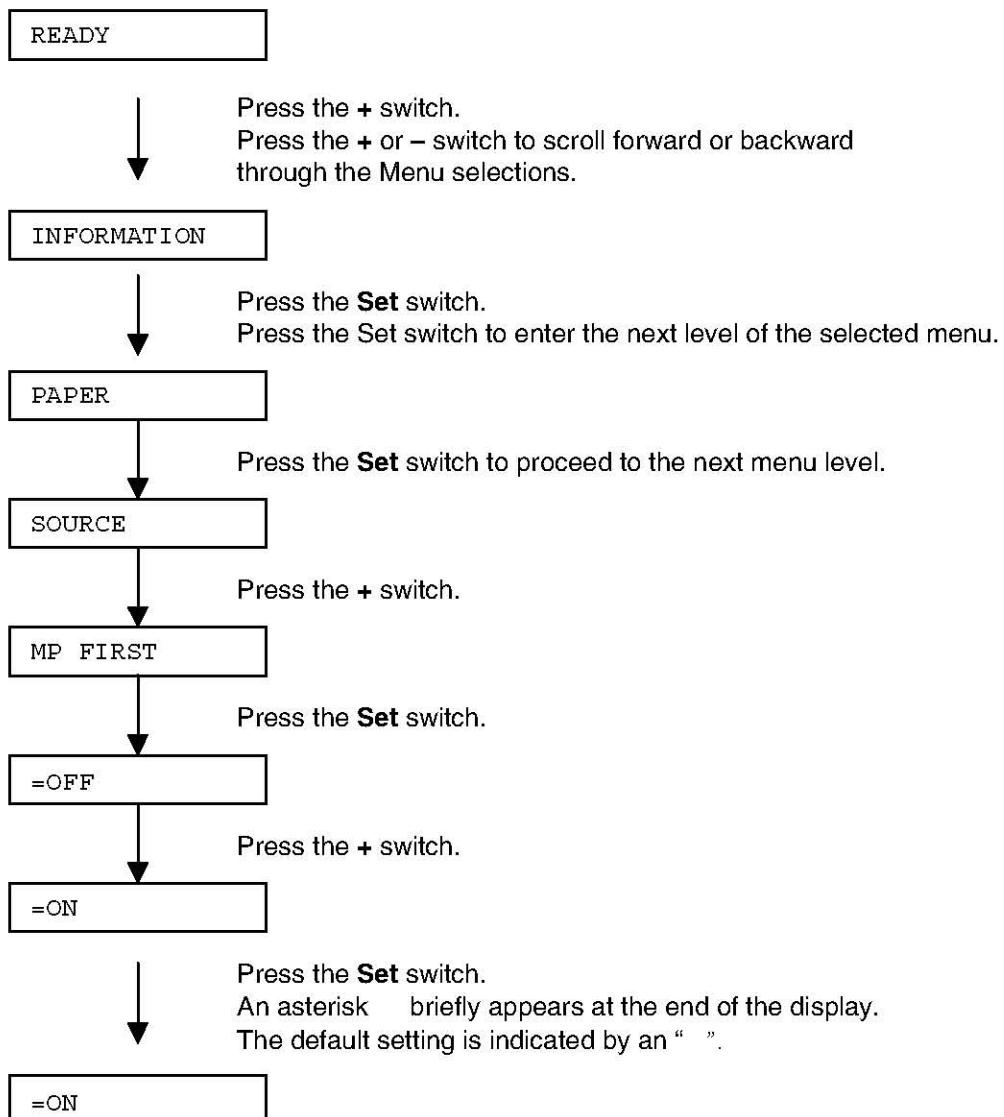 READY
Press the + switch.
Press the + or – switch to scroll forward or backward
through the Menu selections.
INFORMATION
Press the Set switch.
Press the Set switch to enter the next level of the selected menu.
PAPER
Press the Set switch to proceed to the next menu level.
SOURCE
Press the + switch.
MP FIRST
Press the Set switch.
=OFF
Press the + switch.
=ON
Press the Set switch.
An asterisk briefly appears at the end of the display.
The default setting is indicated by an “ ”.
=ON